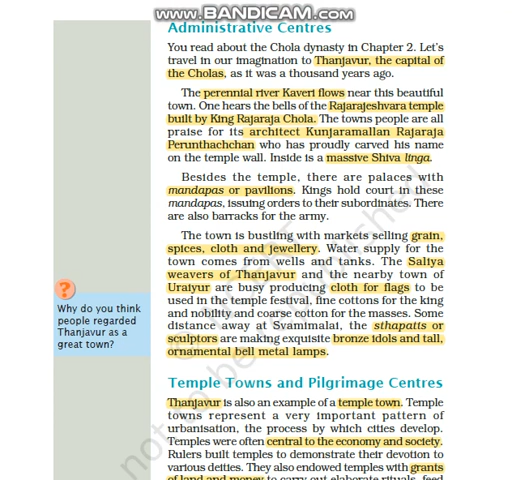 www.BANDICAM.com
Administrative Centres
You read about the Chola dynasty in Chapter 2. Let's
travel in our imagination to Thanjavur, the capital of
the Cholas, as it was a thousand years ago.
The perennial river Kaveri flows near this beautiful
town. One hears the bells of the Rajarajeshvara temple
built by King Rajaraja Chola. The towns people are all
praise for its architect Kunjaramallan Rajaraja
Perunthachchan who has proudly carved his name
on the temple wall. Inside is a massive Shiva linga.
Besides the temple, there are palaces with
mandapas or pavilions. Kings hold court in these
mandapas, issuing orders to their subordinates. There
are also barracks for the army.
The town is bustling with markets selling grain,
spices, cloth and jewellery. Water supply for the
town comes from wells and tanks. The Saliya
weavers of Thanjavur and the nearby town of
Uraiyur are busy producing cloth for flags to be
used in the temple festival, fine cottons for the king
and nobility and coarse cotton for the masses. Some
distance away at Svamimalai, the sthapatis or
sculptors are making exquisite bronze idols and tall,
ornamental bell metal lamps.
?
Why do you think
people regarded
Thanjavur as a
great town?
Temple Towns and Pilgrimage Centres
Thanjavur is also an example of a temple town. Temple
towns represent a very important pattern of
urbanisation, the process by which cities develop.
Temples were often central to the economy and society.
Rulers built temples to demonstrate their devotion to
various deities. They also endowed temples with grants
of land and money to carry out elaborate rituals, feed
not to be